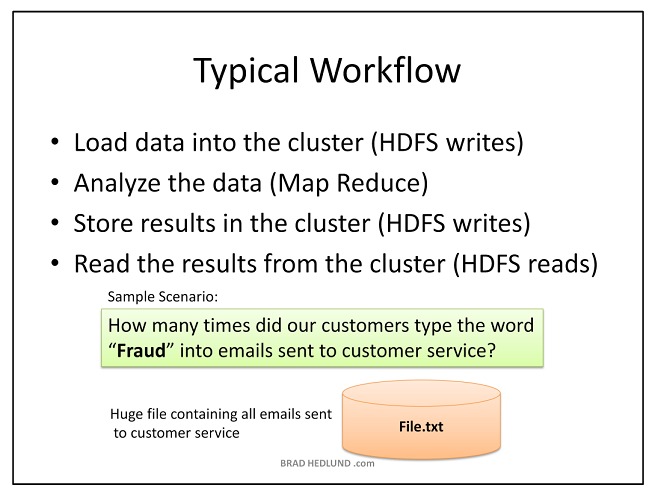 Typical Workflow
• Load data into the cluster (HDFS writes)
• Analyze the data (Map Reduce)
• Store results in the cluster (HDFS writes)
• Read the results from the cluster (HDFS reads)
Sample Scenario:
How many times did our customers type the word
“Fraud” into emails sent to customer service?
Huge file containing all emails sent
to customer service
File.txt
BRAD HEDLUND .com